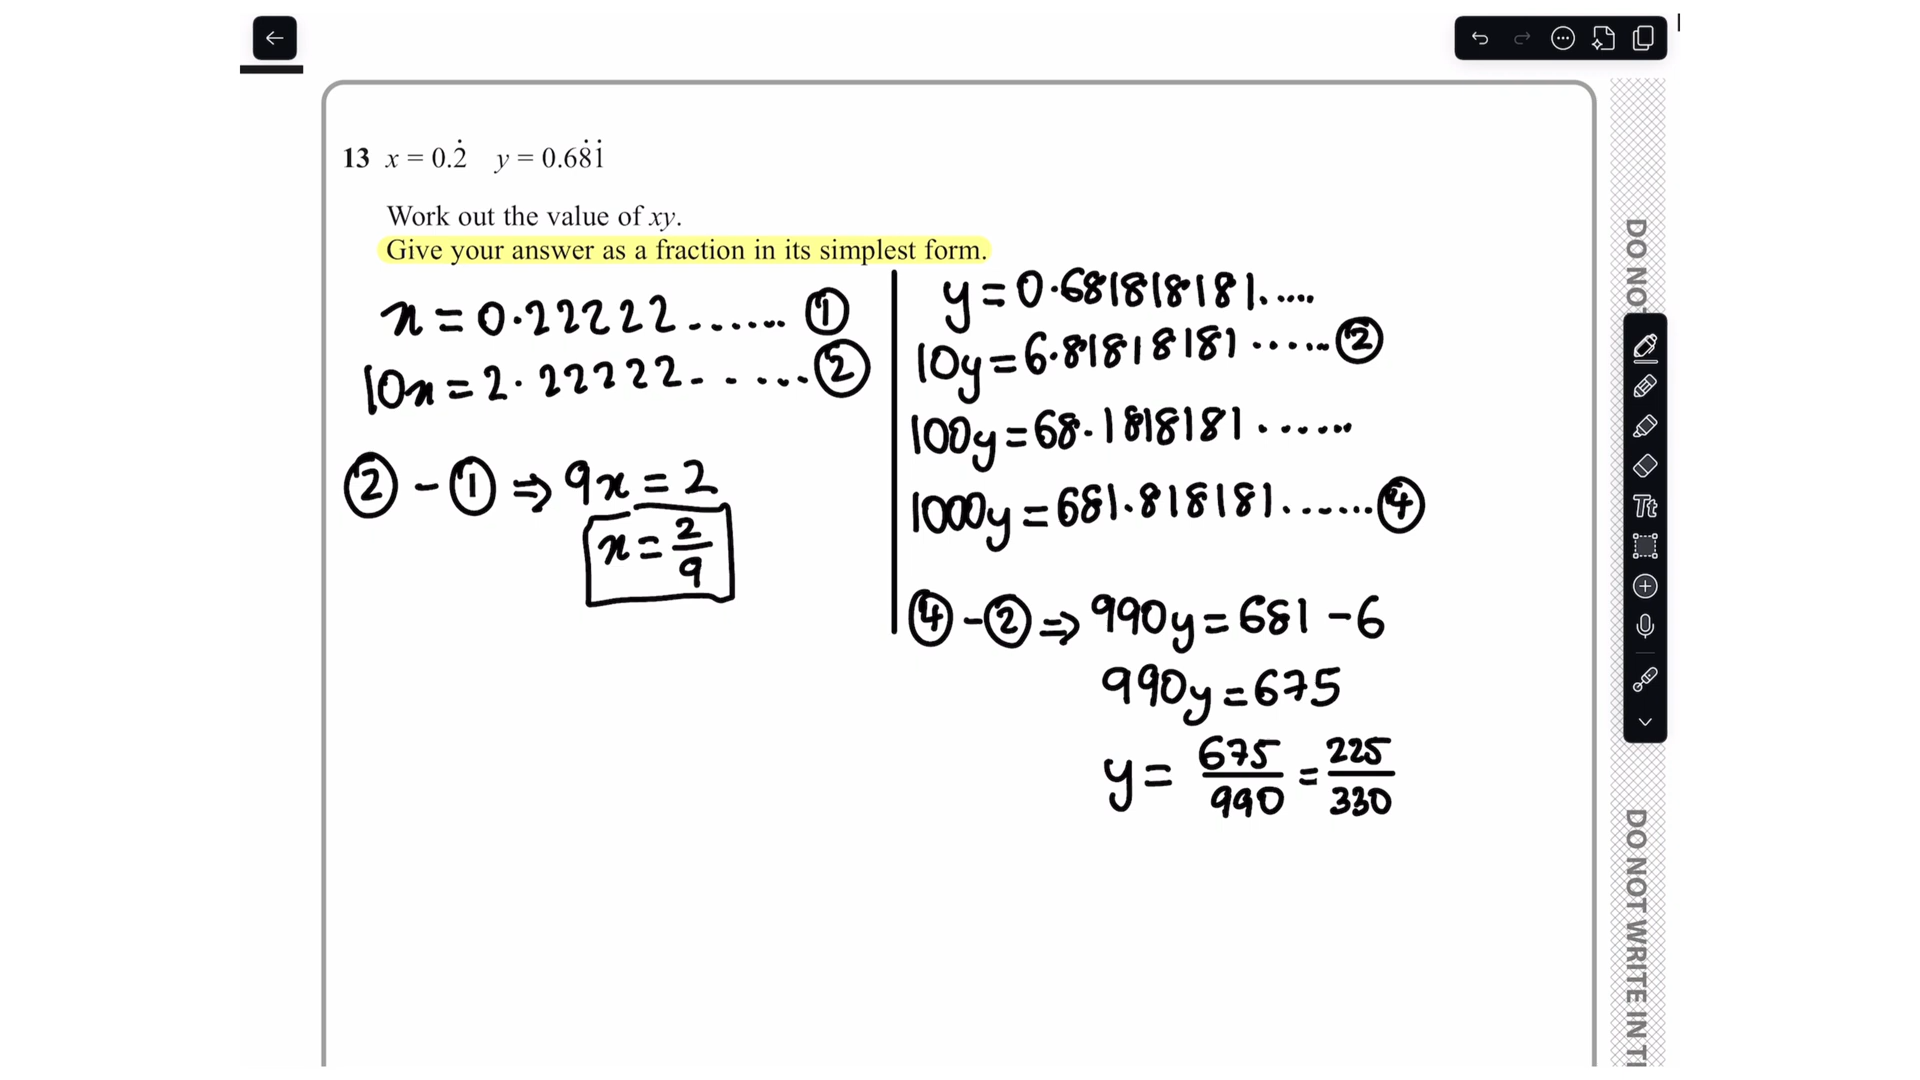 13 x = 0.2̇ y = 0.68̇1̇
Work out the value of xy.
Give your answer as a fraction in its simplest form.
x = 0.22222....... ①
10x = 2.22222...... ②
② - ① ⇒ 9x = 2
x = 2/9
y = 0.681818181.....
10y = 6.81818181...... ②
100y = 68.1818181......
1000y = 681.818181....... ④
④ - ② ⇒ 990y = 681 - 6
990y = 675
y = 675/990 = 225/330
Tt
DO NO
DO NOT WRITE IN T